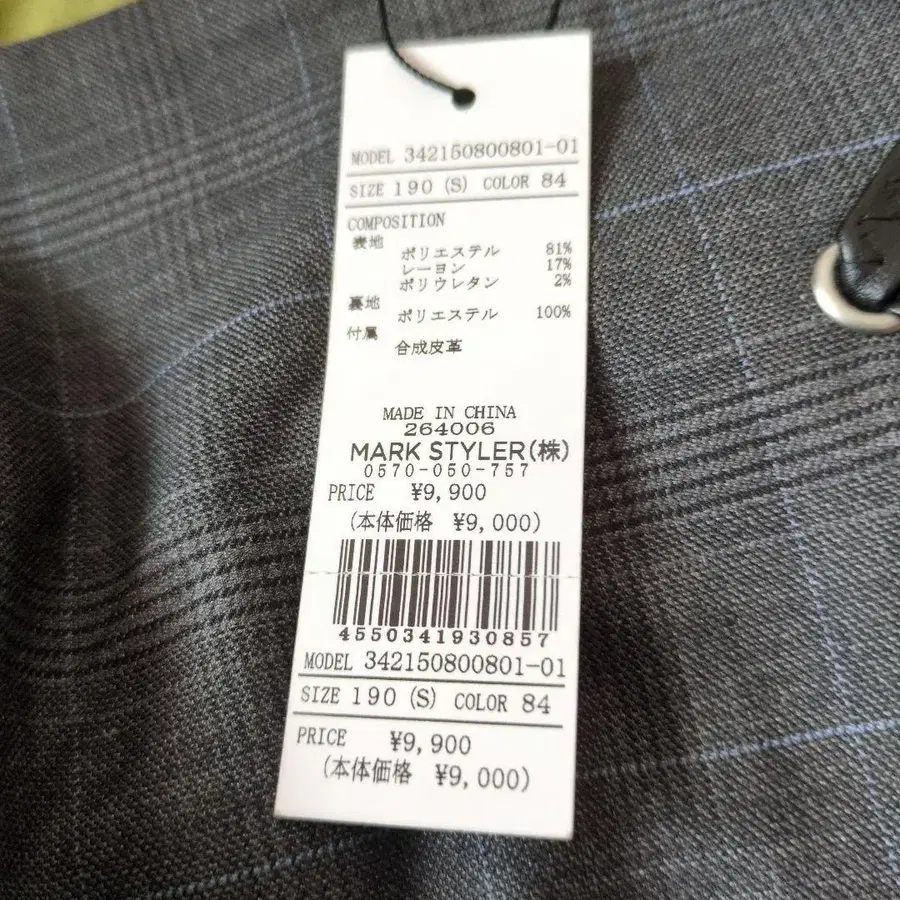 MODEL 342150800801-01
SIZE 190 (S) COLOR 84
COMPOSITION
表地
ポリエステル 81%
レーヨン 17%
ポリウレタン 2%
裏地
ポリエステル 100%
付属
合成皮革
MADE IN CHINA
264006
MARK STYLER(株)
0570-050-757
PRICE ¥9,900
(本体価格 ¥9,000)
4550341930857
MODEL 342150800801-01
SIZE 190 (S) COLOR 84
PRICE ¥9,900
(本体価格 ¥9,000)